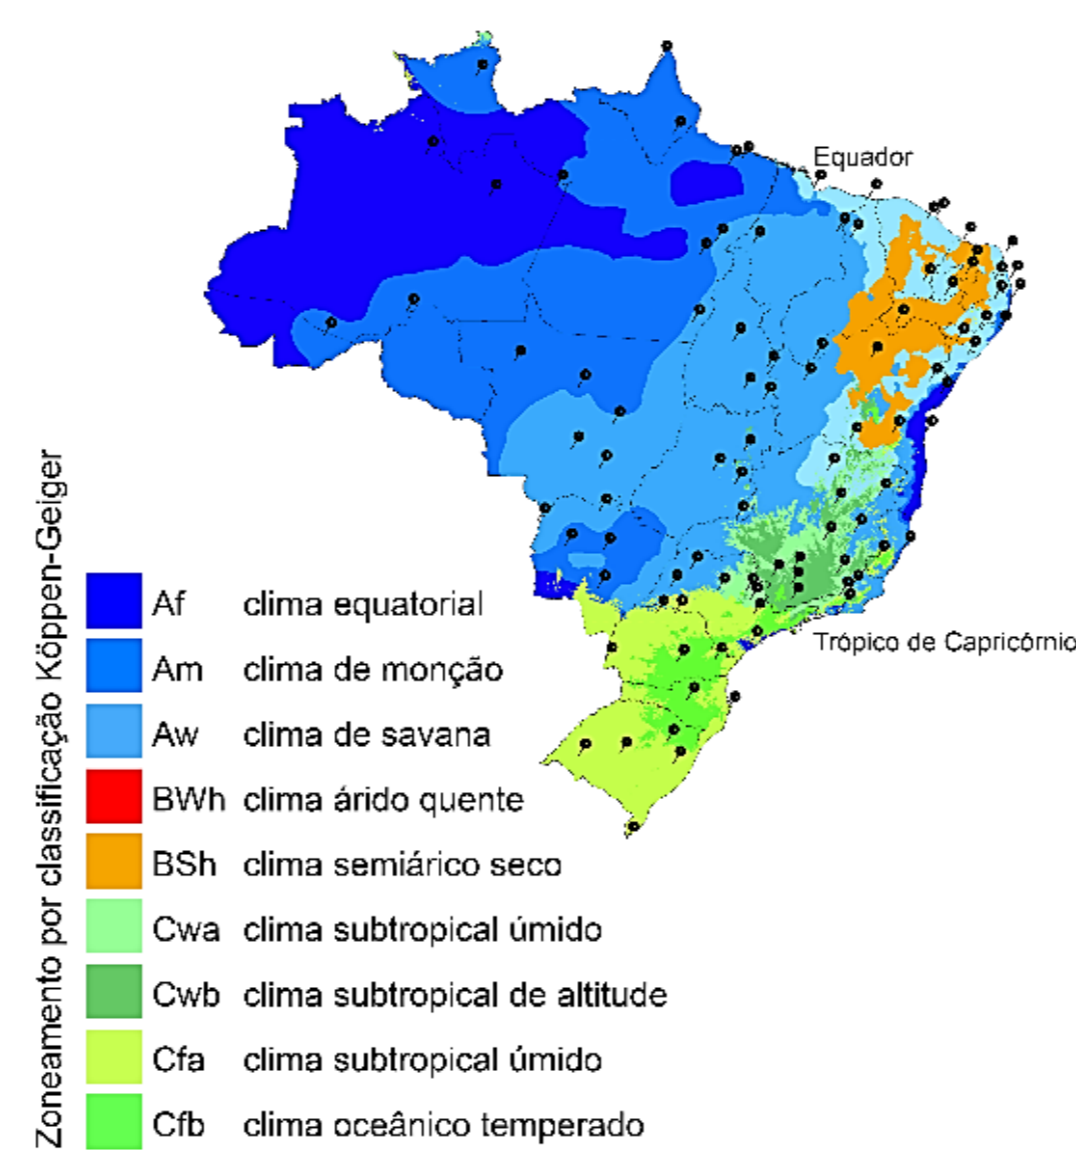 Equador
Trópico de Capricórnio
Zoneamento por classificação Köppen-Geiger
Af clima equatorial
Am clima de monção
Aw clima de savana
BWh clima árido quente
BSh clima semiárico seco
Cwa clima subtropical úmido
Cwb clima subtropical de altitude
Cfa clima subtropical úmido
Cfb clima oceânico temperado